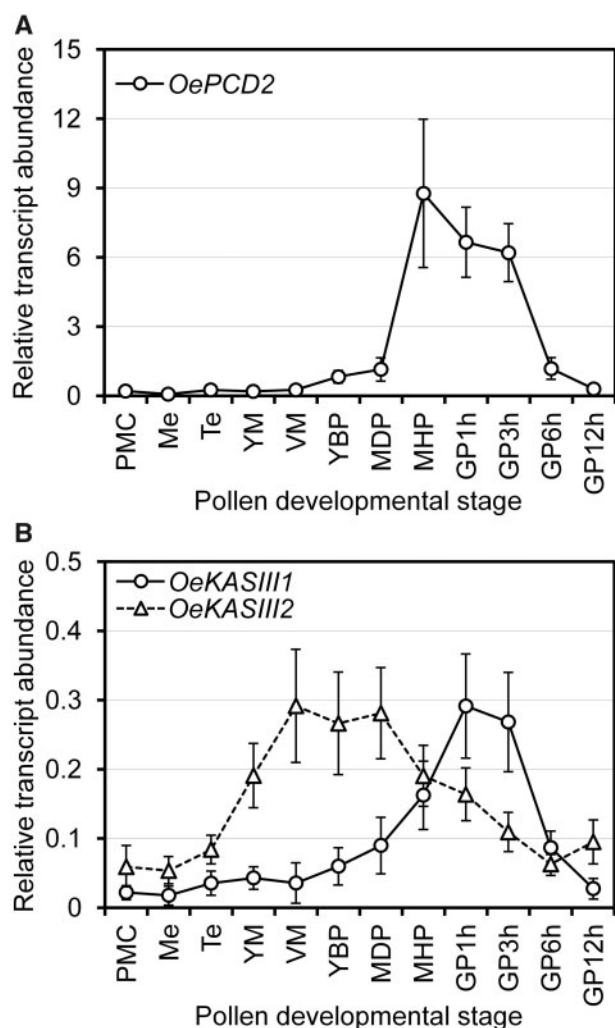 A
Relative transcript abundance
15
12
9
6
3
0
OePCD2
PMC
Me
Te
YM
VM
YBP
MDP
MHP
GP1h
GP3h
GP6h
GP12h
Pollen developmental stage
B
Relative transcript abundance
0.5
0.4
0.3
0.2
0.1
0
OeKASIII1
OeKASIII2
PMC
Me
Te
YM
VM
YBP
MDP
MHP
GP1h
GP3h
GP6h
GP12h
Pollen developmental stage